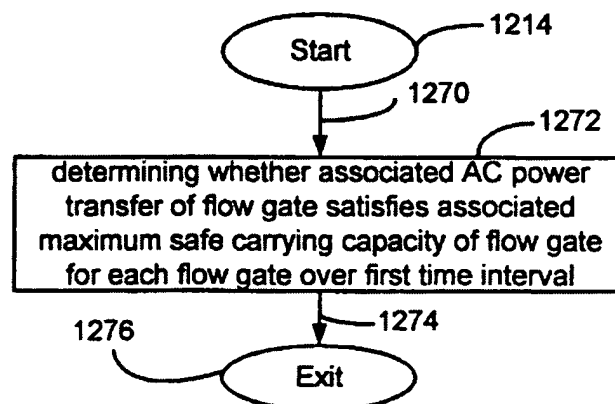 1214
Start
1270
1272
determining whether associated AC power
transfer of flow gate satisfies associated
maximum safe carrying capacity of flow gate
for each flow gate over first time interval
1274
1276
Exit